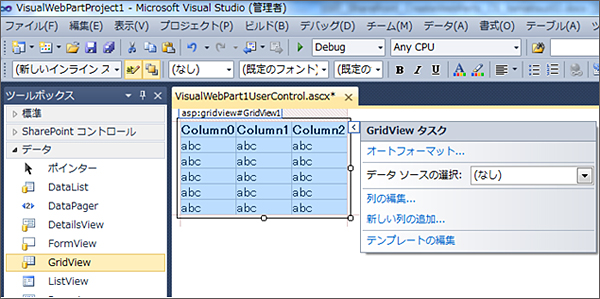 VisualWebPartProject1 - Microsoft Visual Studio (管理者)
ファイル(F) 編集(E) 表示(V) プロジェクト(P) ビルド(B) デバッグ(D) チーム(M) データ(A) 書式(O) テーブル(A) ツ
Debug Any CPU
(新しいインライン ス (なし) (既定のフォント) (既定の B I U A
ツールボックス
標準
SharePoint コントロール
データ
ポインター
DataList
DataPager
DetailsView
FormView
GridView
ListView
VisualWebPart1UserControl.ascx*
asp:gridview#GridView1
Column0 Column1 Column2
abc abc abc
abc abc abc
abc abc abc
abc abc abc
abc abc abc
GridView タスク
オートフォーマット...
データ ソースの選択: (なし)
列の編集...
新しい列の追加...
テンプレートの編集